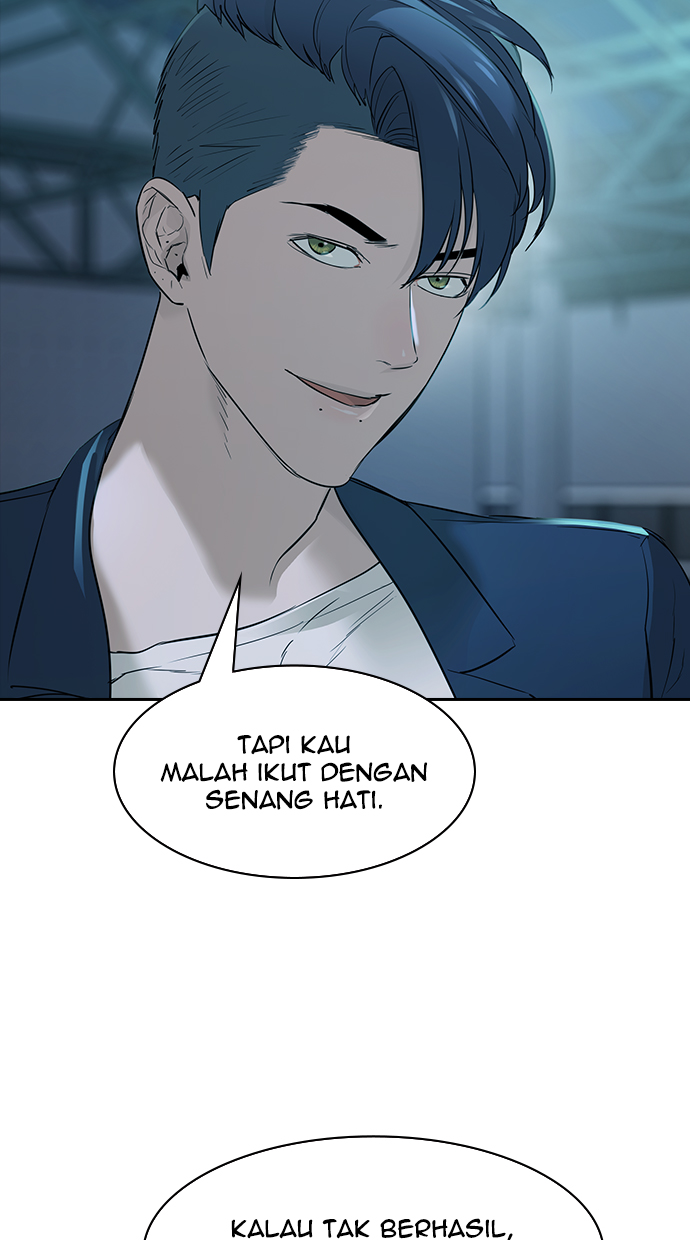 TAPI KAU
MALAH IKUT DENGAN
SENANG HATI.
KALAU TAK BERHASIL,